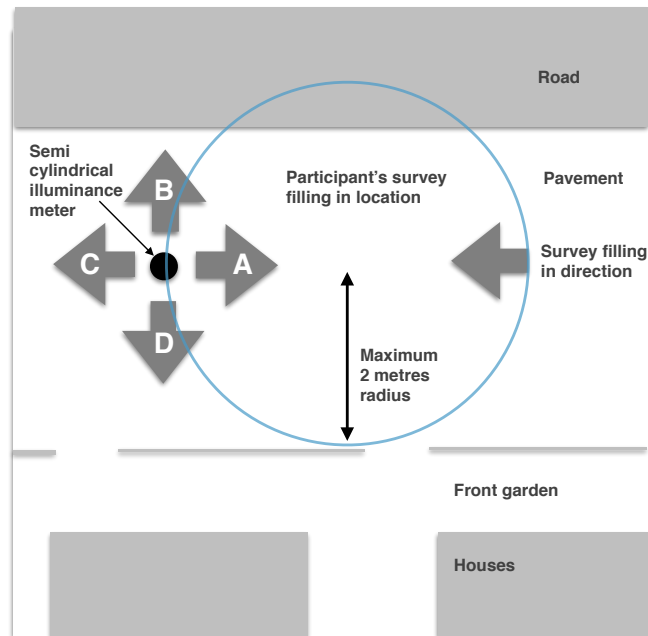 Road
Semi
cylindrical
illuminance
meter
B
Participant's survey
filling in location
Pavement
C
A
Survey filling
in direction
D
Maximum
2 metres
radius
Front garden
Houses